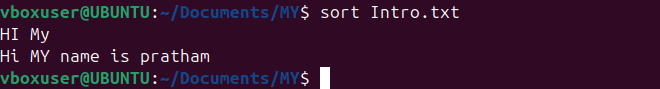 vboxuser@UBUNTU:~/Documents/MY$ sort Intro.txt
HI My
Hi MY name is pratham
vboxuser@UBUNTU:~/Documents/MY$